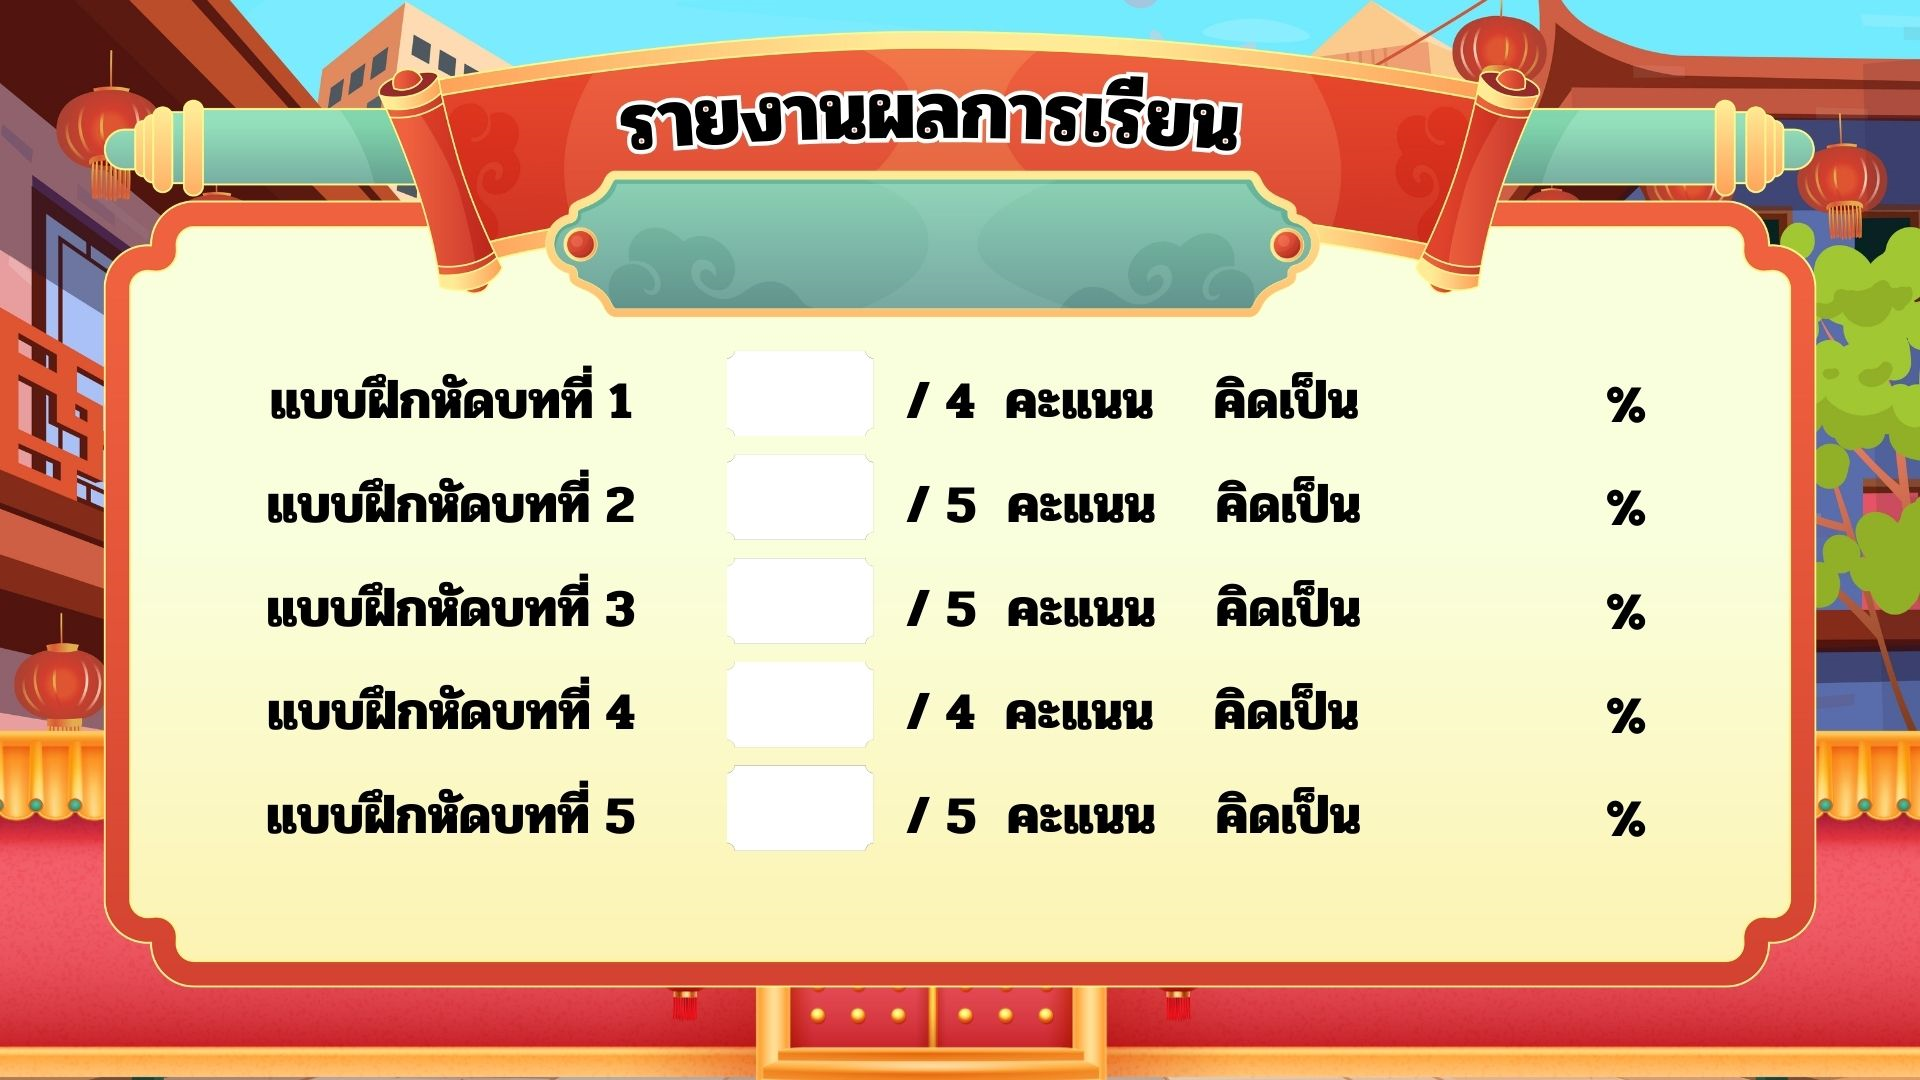 รายงานผลการเรียน
แบบฝึกหัดบทที่ 1 / 4 คะแนน คิดเป็น %
แบบฝึกหัดบทที่ 2 / 5 คะแนน คิดเป็น %
แบบฝึกหัดบทที่ 3 / 5 คะแนน คิดเป็น %
แบบฝึกหัดบทที่ 4 / 4 คะแนน คิดเป็น %
แบบฝึกหัดบทที่ 5 / 5 คะแนน คิดเป็น %